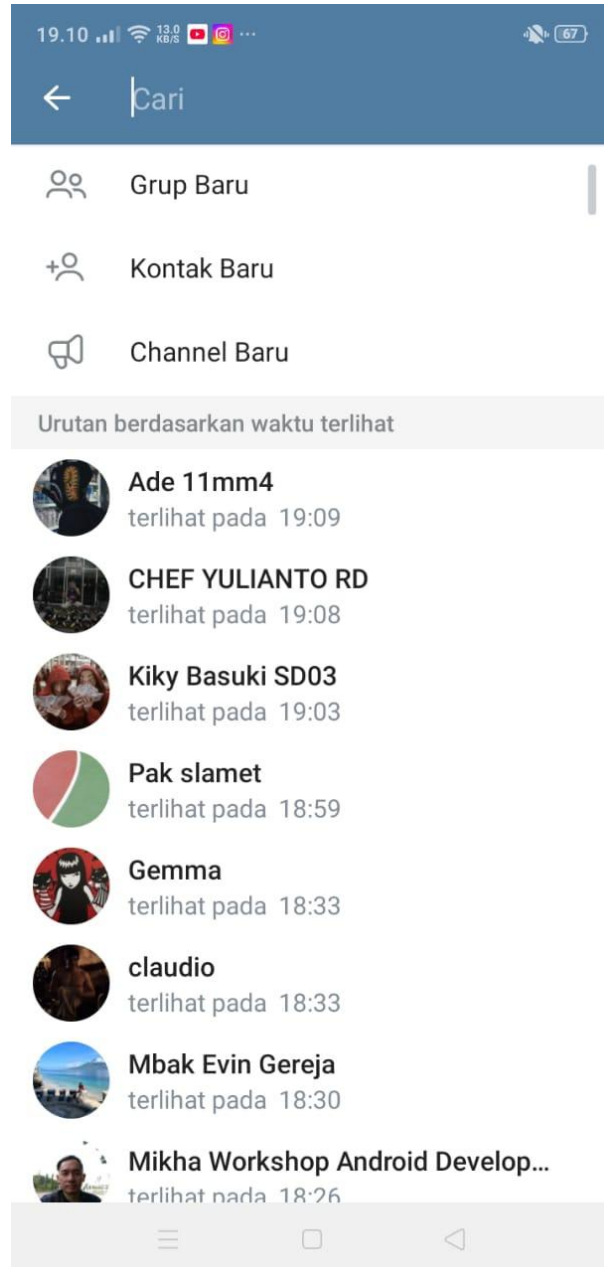 19.10 13.0 KB/S ... 67
Cari
Grup Baru
Kontak Baru
Channel Baru
Urutan berdasarkan waktu terlihat
Ade 11mm4
terlihat pada 19:09
CHEF YULIANTO RD
terlihat pada 19:08
Kiky Basuki SD03
terlihat pada 19:03
Pak slamet
terlihat pada 18:59
Gemma
terlihat pada 18:33
claudio
terlihat pada 18:33
Mbak Evin Gereja
terlihat pada 18:30
Mikha Workshop Android Develop...
terlihat pada 18:26